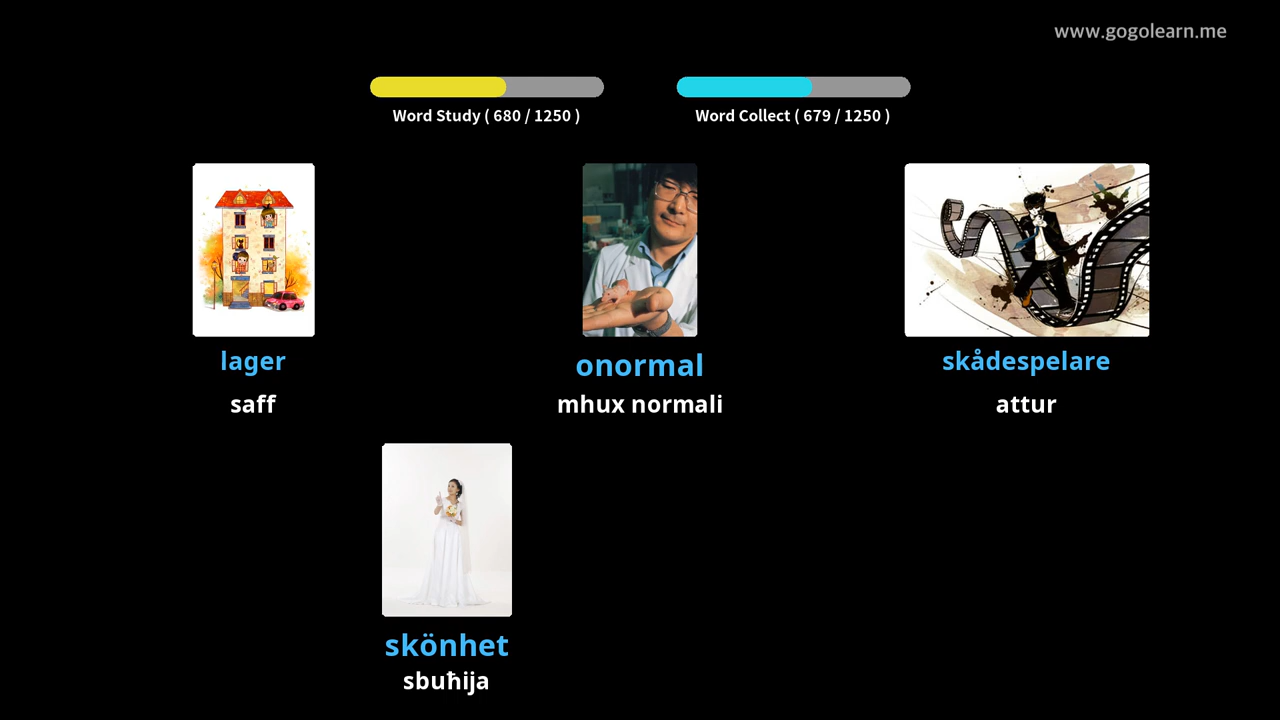 www.gogolearn.me
Word Study ( 680 / 1250 )
Word Collect ( 679 / 1250 )
lager
onormal
skådespelare
saff
mhux normali
attur
skönhet
sbuħija